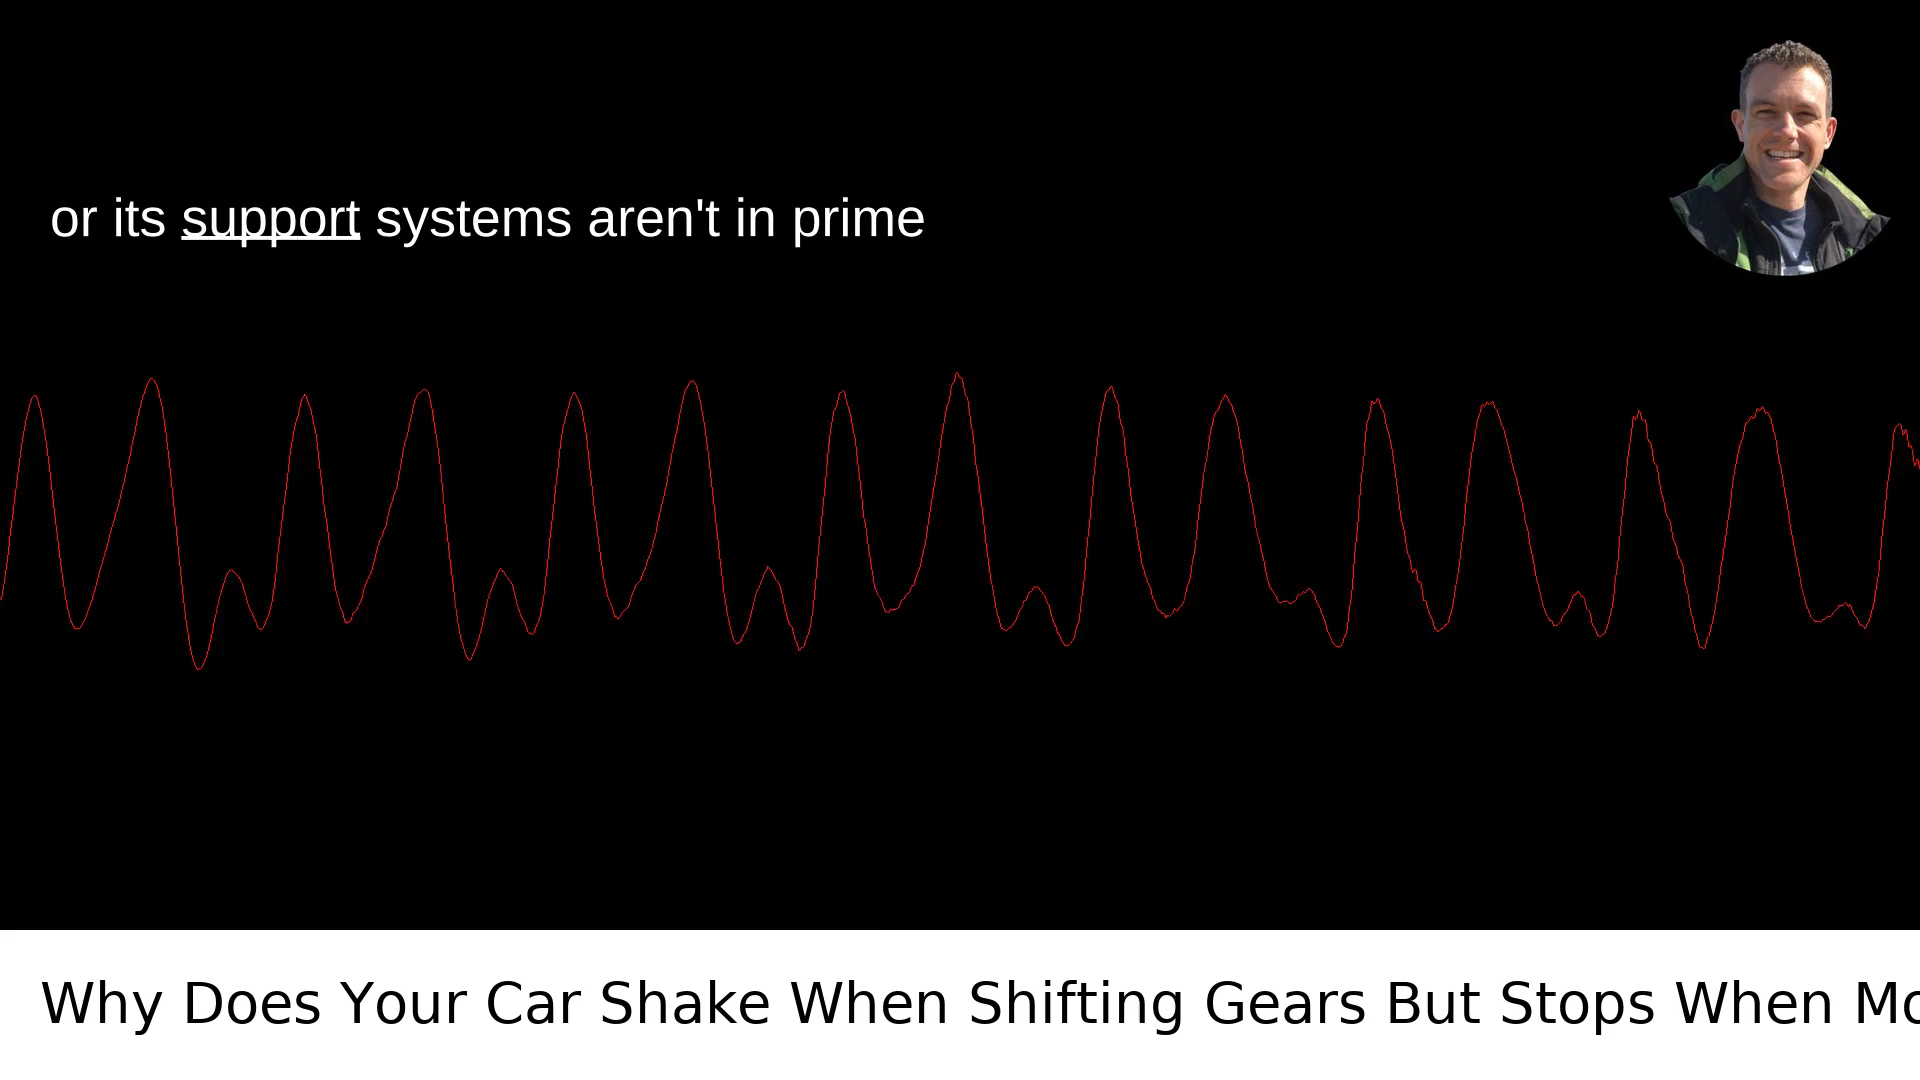 or its support systems aren't in prime
Why Does Your Car Shake When Shifting Gears But Stops When Mo